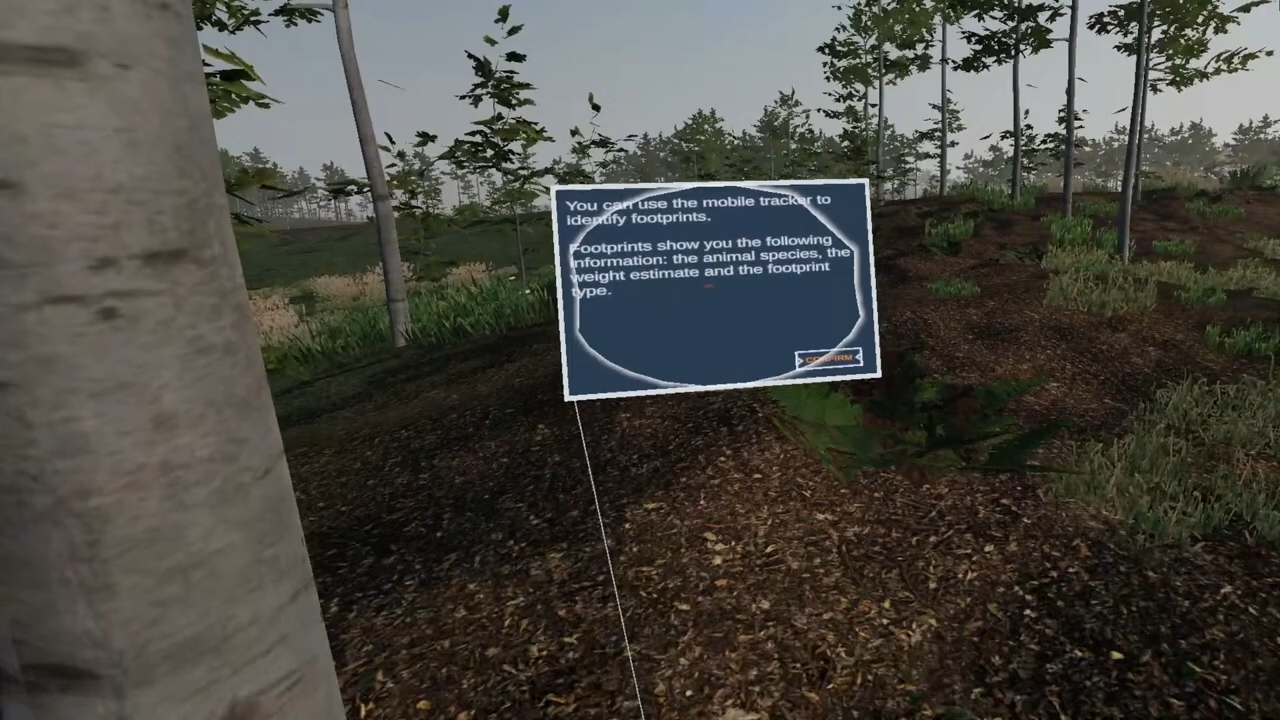 You can use the mobile tracker to
identify footprints.
Footprints show you the following
information: the animal species, the
weight estimate and the footprint
type.
CONFIRM